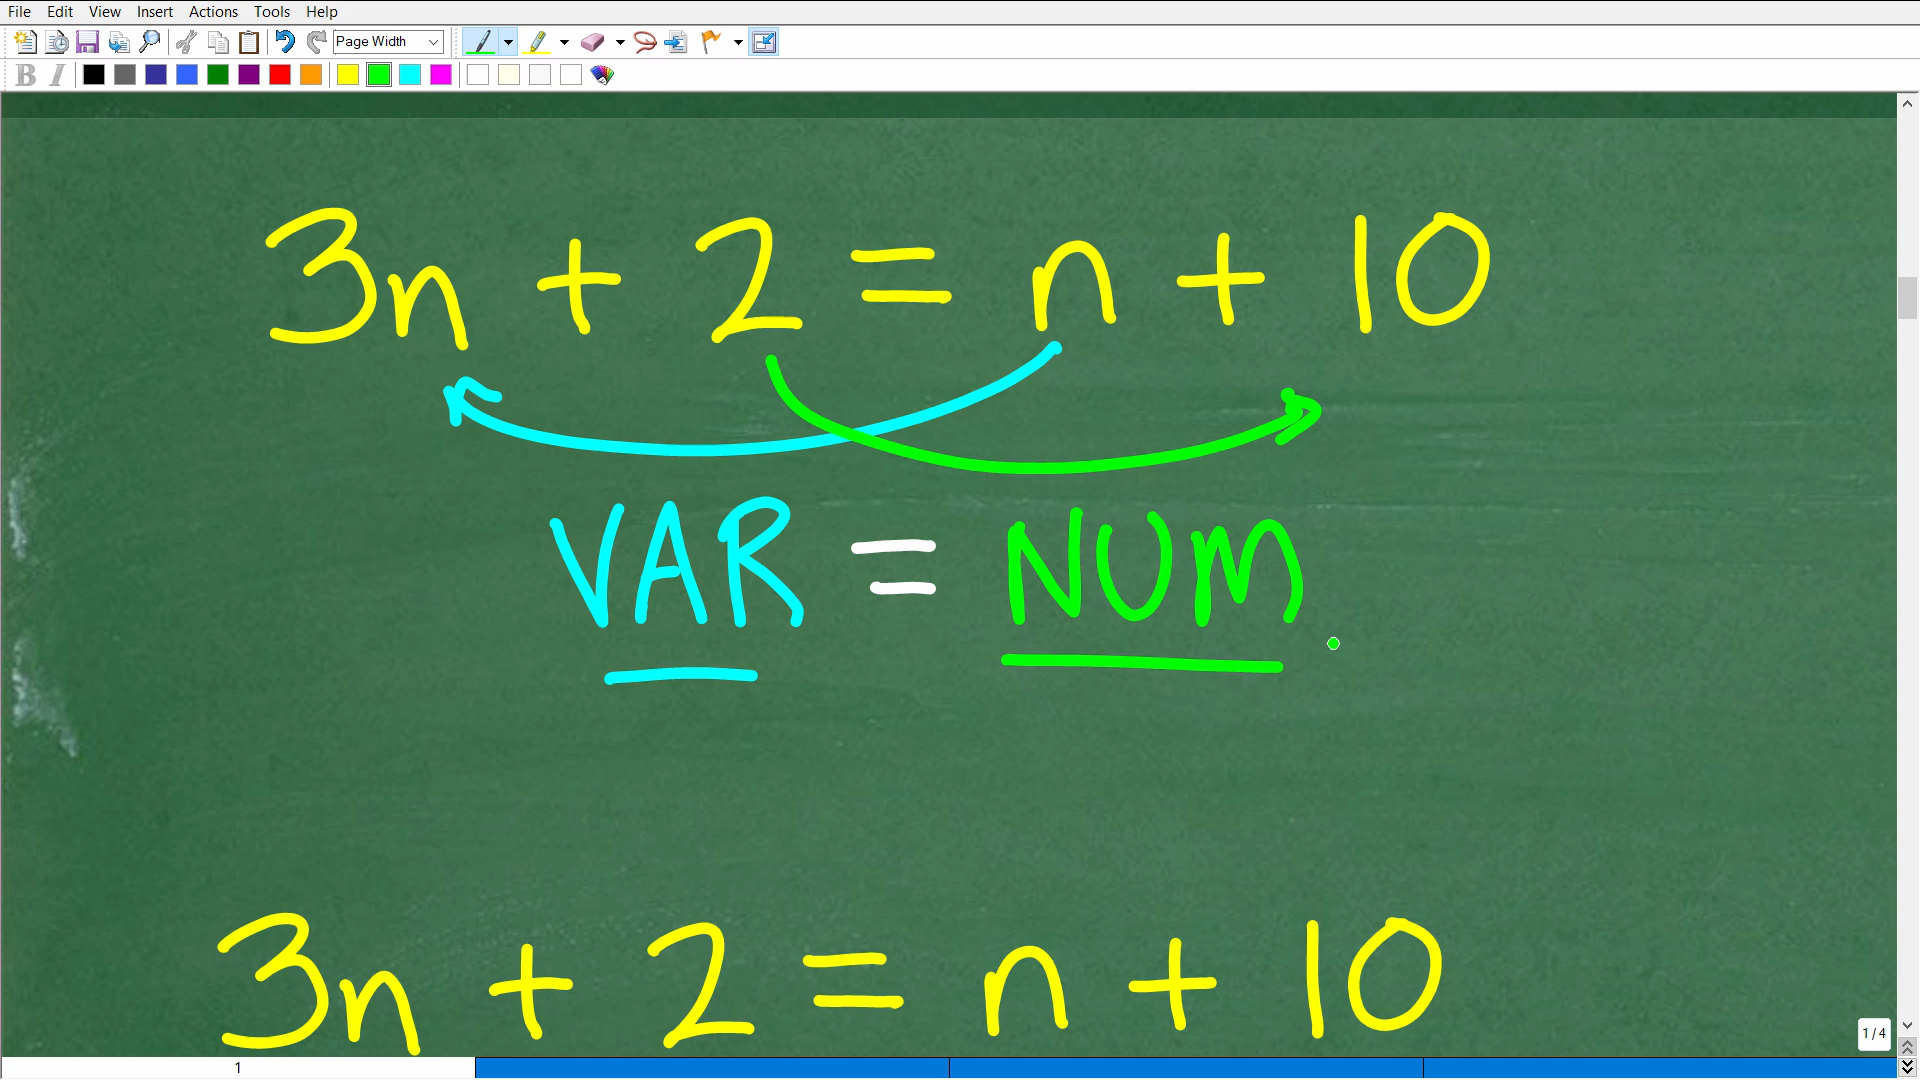 File Edit View Insert Actions Tools Help
Page Width
B I
3n + 2 = n + 10
VAR = NUM
3n + 2 = n + 10
1 / 4
1